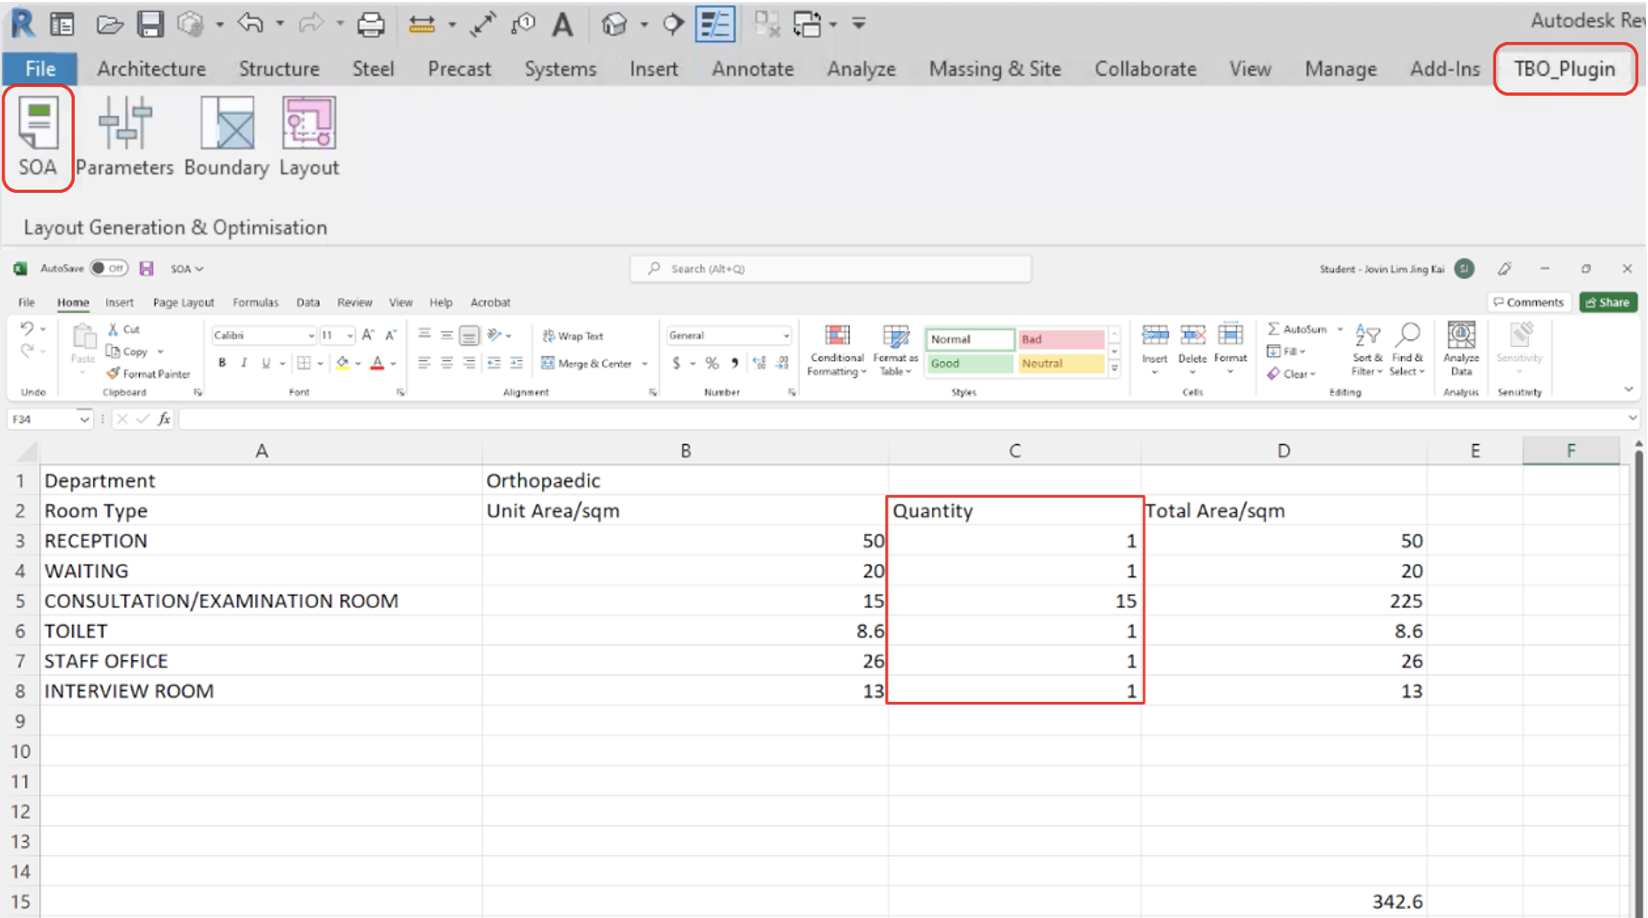 Autodesk Rev
File Architecture Structure Steel Precast Systems Insert Annotate Analyze Massing & Site Collaborate View Manage Add-Ins TBO_Plugin
SOA Parameters Boundary Layout
Layout Generation & Optimisation
AutoSave Off SOA Search (Alt+Q) Student - Jovin Lim Jing Kai SJ
File Home Insert Page Layout Formulas Data Review View Help Acrobat Comments Share
Cut Calibri 11 Wrap Text General Normal Bad AutoSum
Paste Copy B I U Merge & Center $ % Conditional Formatting Format as Table Good Neutral Insert Delete Format Fill Sort & Filter Find & Select Analyze Data Sensitivity
Format Painter Clear
Undo Clipboard Font Alignment Number Styles Cells Editing Analysis Sensitivity
F34 fx
A B C D E F
1 Department Orthopaedic
2 Room Type Unit Area/sqm Quantity Total Area/sqm
3 RECEPTION 50 1 50
4 WAITING 20 1 20
5 CONSULTATION/EXAMINATION ROOM 15 15 225
6 TOILET 8.6 1 8.6
7 STAFF OFFICE 26 1 26
8 INTERVIEW ROOM 13 1 13
9
10
11
12
13
14
15 342.6